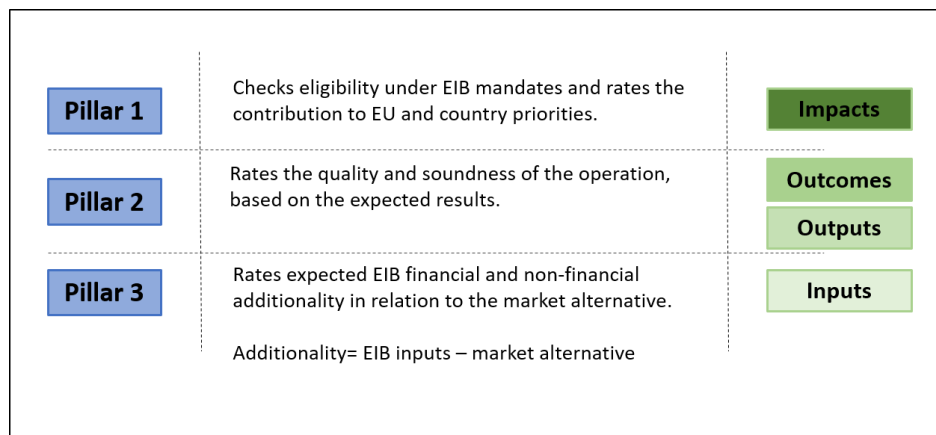 Pillar 1
Checks eligibility under EIB mandates and rates the
contribution to EU and country priorities.
Impacts
Pillar 2
Rates the quality and soundness of the operation,
based on the expected results.
Outcomes
Outputs
Pillar 3
Rates expected EIB financial and non-financial
additionality in relation to the market alternative.
Additionality= EIB inputs – market alternative
Inputs